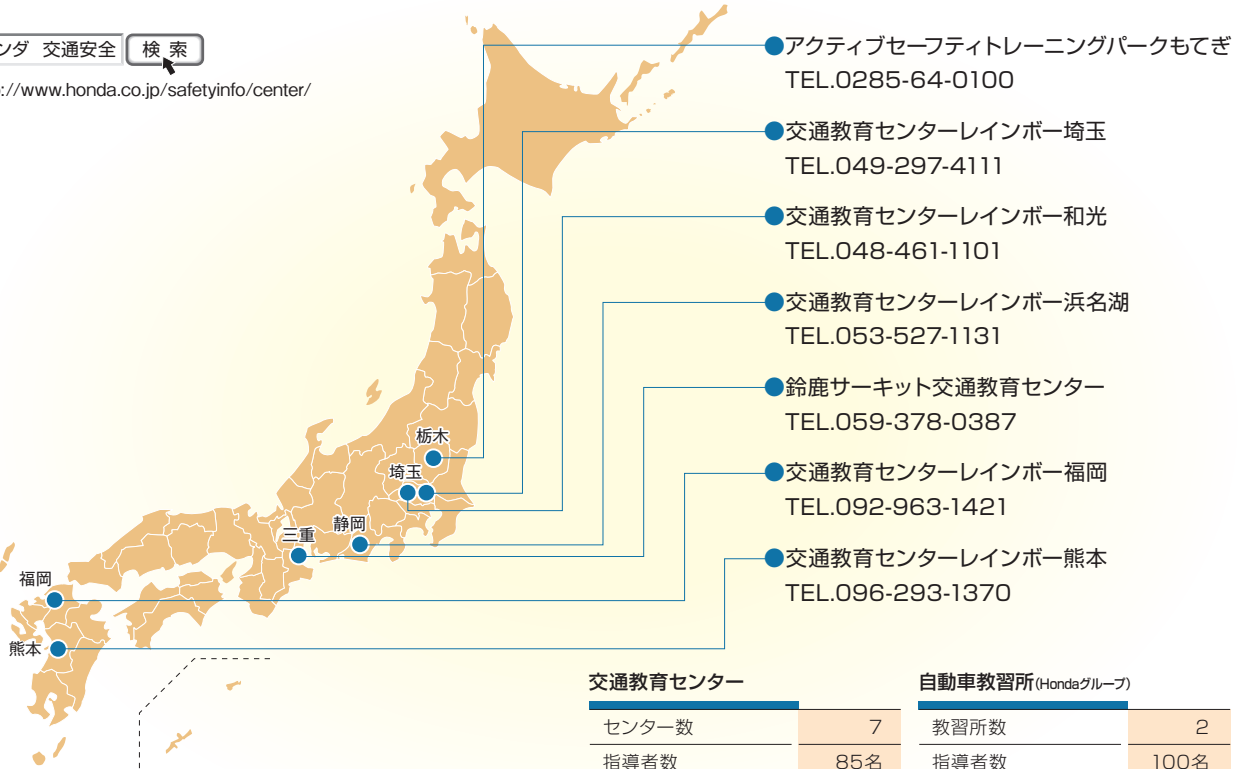 ンダ 交通安全 検索
://www.honda.co.jp/safetyinfo/center/
●アクティブセーフティトレーニングパークもてぎ
TEL.0285-64-0100
●交通教育センターレインボー埼玉
TEL.049-297-4111
●交通教育センターレインボー和光
TEL.048-461-1101
●交通教育センターレインボー浜名湖
TEL.053-527-1131
●鈴鹿サーキット交通教育センター
TEL.059-378-0387
●交通教育センターレインボー福岡
TEL.092-963-1421
●交通教育センターレインボー熊本
TEL.096-293-1370
栃木
埼玉
静岡
三重
福岡
熊本
交通教育センター
センター数 7
指導者数 85名
自動車教習所(Hondaグループ)
教習所数 2
指導者数 100名